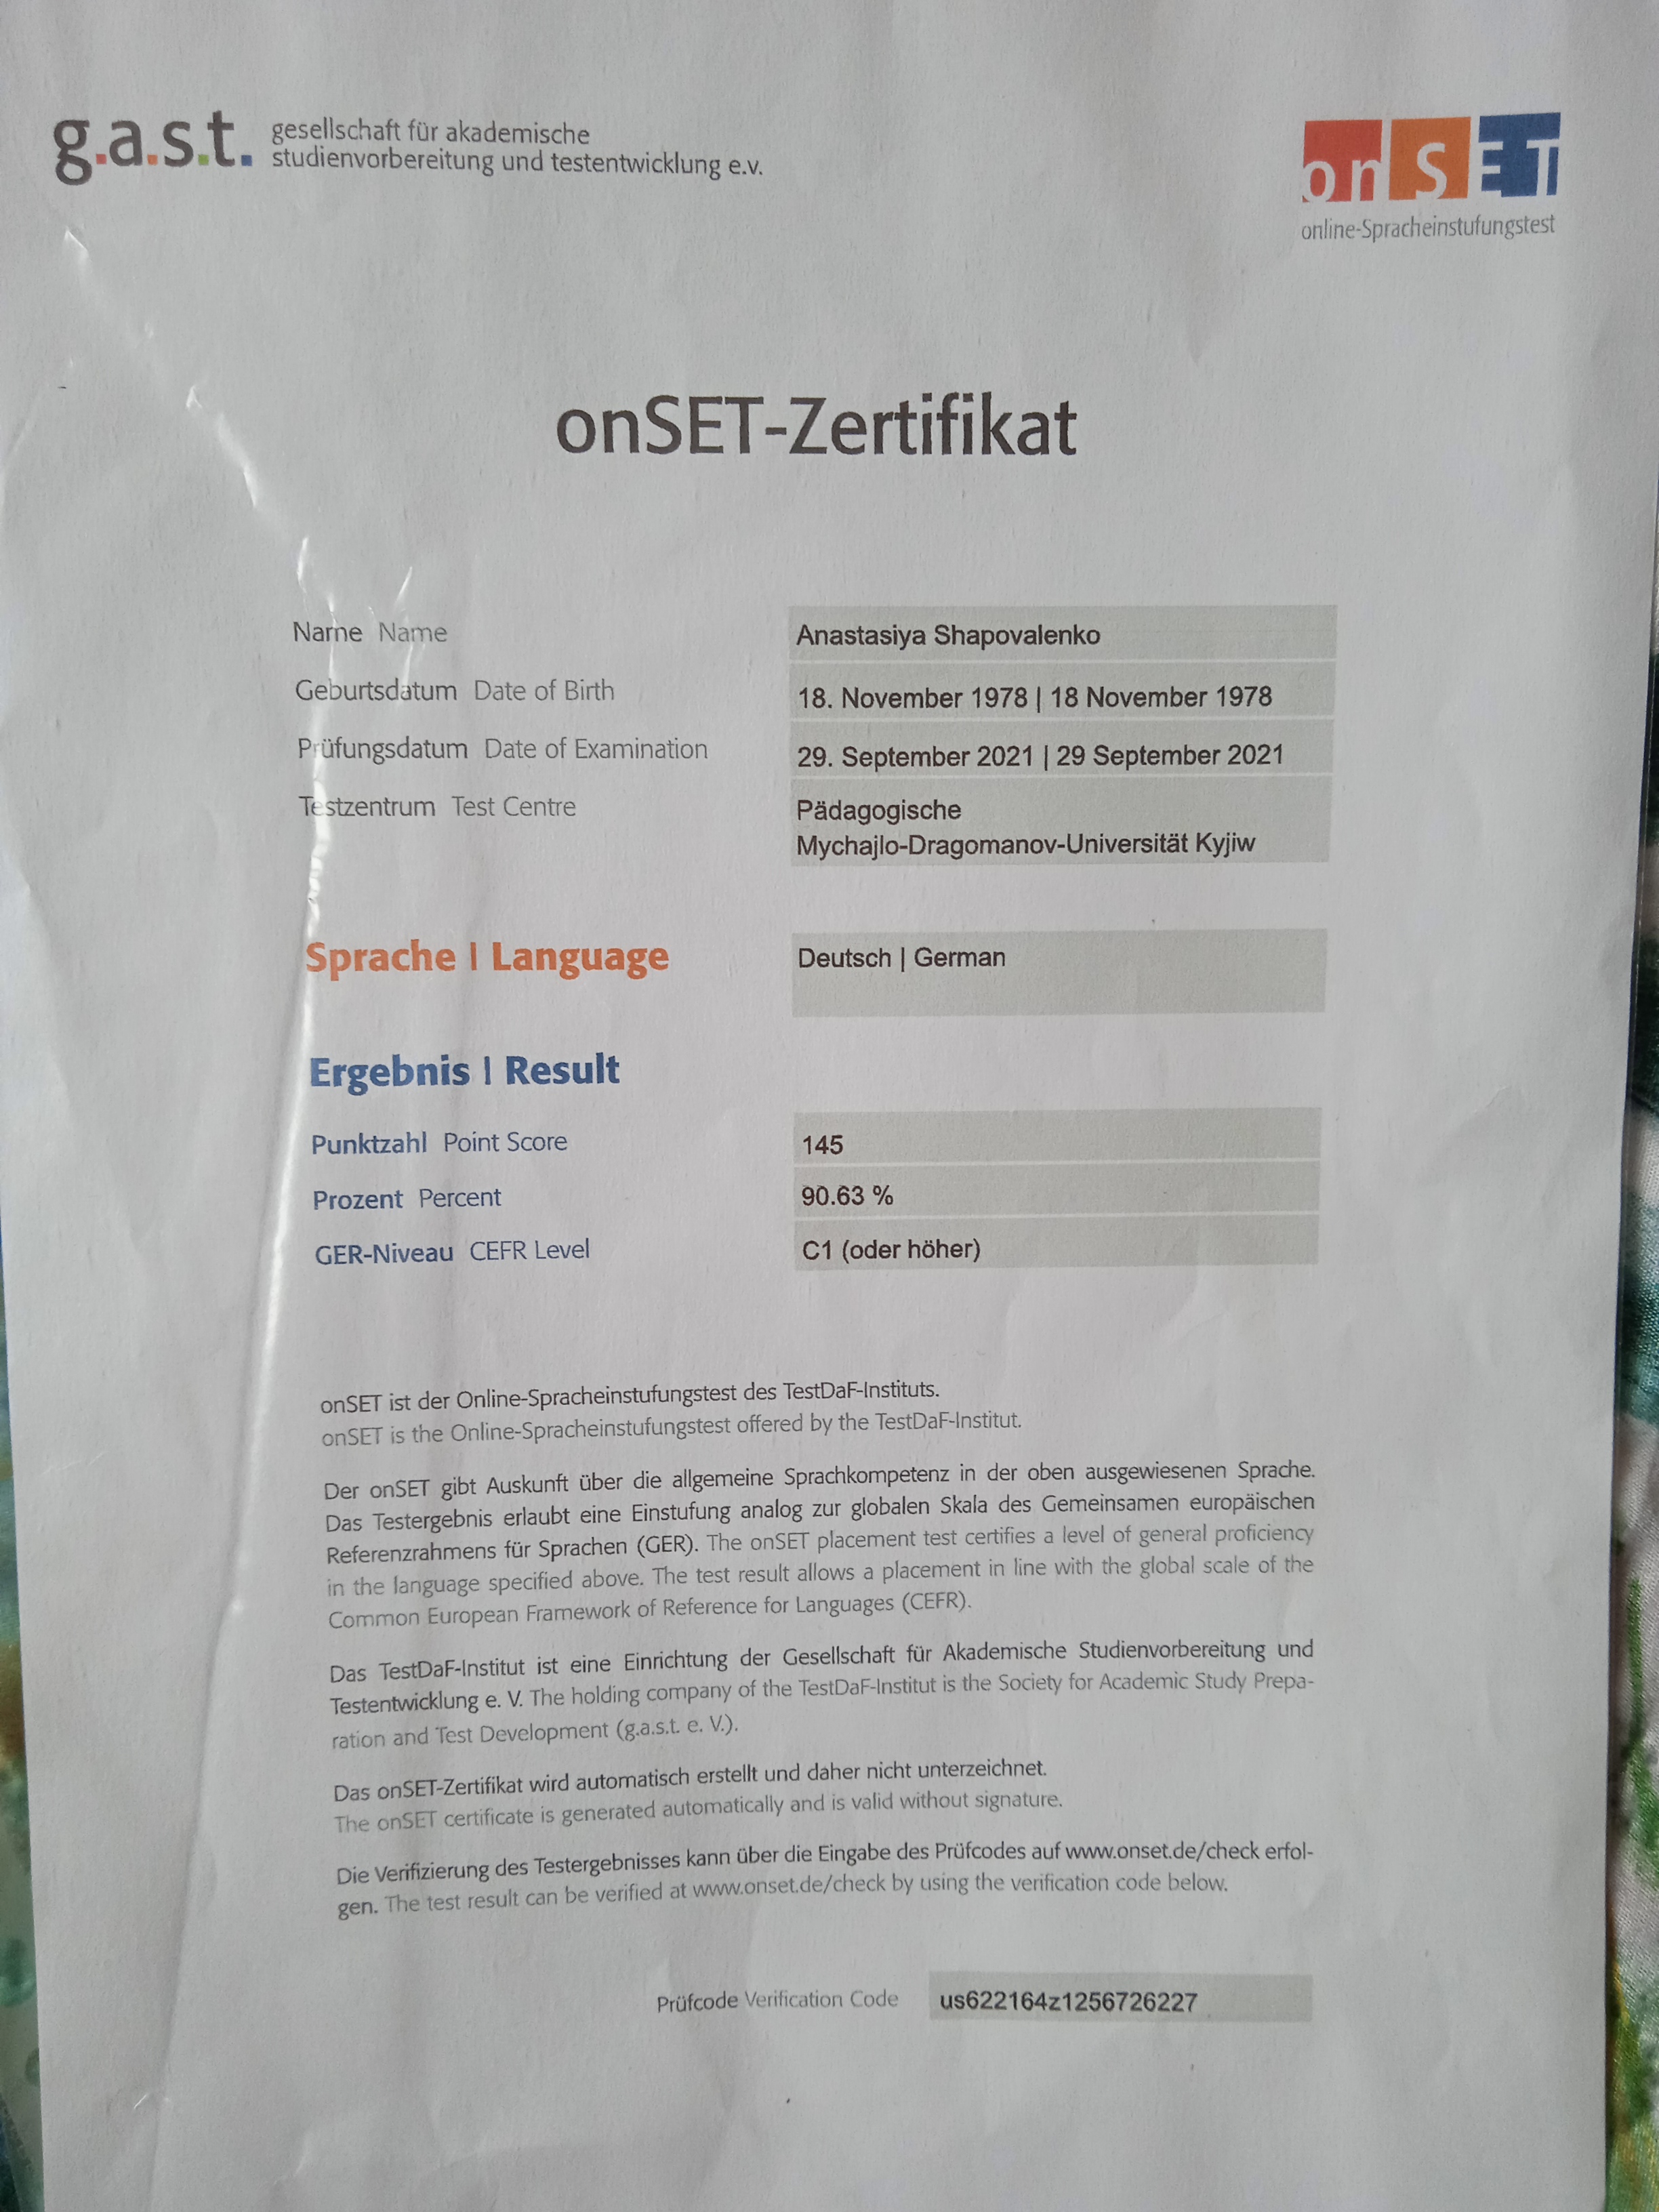 g.a.s.t. gesellschaft für akademische
studienvorbereitung und testentwicklung e.v.
onSET
online-Spracheinstufungstest
onSET-Zertifikat
Name Name Anastasiya Shapovalenko
Geburtsdatum Date of Birth 18. November 1978 | 18 November 1978
Prüfungsdatum Date of Examination 29. September 2021 | 29 September 2021
Testzentrum Test Centre Pädagogische
Mychajlo-Dragomanov-Universität Kyjiw
Sprache | Language Deutsch | German
Ergebnis | Result
Punktzahl Point Score 145
Prozent Percent 90.63 %
GER-Niveau CEFR Level C1 (oder höher)
onSET ist der Online-Spracheinstufungstest des TestDaF-Instituts.
onSET is the Online-Spracheinstufungstest offered by the TestDaF-Institut.
Der onSET gibt Auskunft über die allgemeine Sprachkompetenz in der oben ausgewiesenen Sprache.
Das Testergebnis erlaubt eine Einstufung analog zur globalen Skala des Gemeinsamen europäischen
Referenzrahmens für Sprachen (GER). The onSET placement test certifies a level of general proficiency
in the language specified above. The test result allows a placement in line with the global scale of the
Common European Framework of Reference for Languages (CEFR).
Das TestDaF-Institut ist eine Einrichtung der Gesellschaft für Akademische Studienvorbereitung und
Testentwicklung e. V. The holding company of the TestDaF-Institut is the Society for Academic Study Prepa-
ration and Test Development (g.a.s.t. e. V.).
Das onSET-Zertifikat wird automatisch erstellt und daher nicht unterzeichnet.
The onSET certificate is generated automatically and is valid without signature.
Die Verifizierung des Testergebnisses kann über die Eingabe des Prüfcodes auf www.onset.de/check erfol-
gen. The test result can be verified at www.onset.de/check by using the verification code below.
Prüfcode Verification Code us622164z1256726227